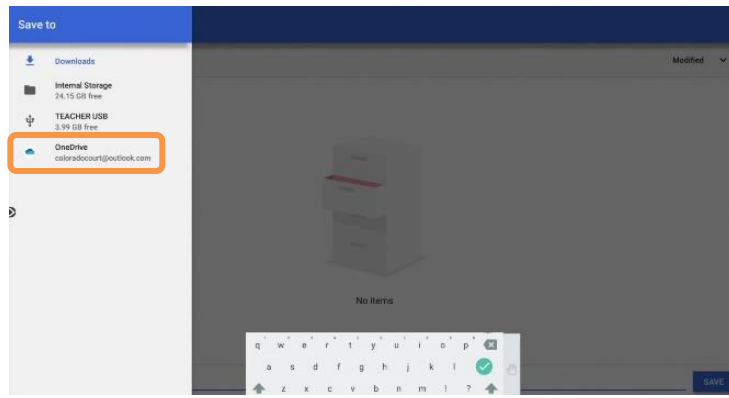 Save to
Downloads
Modified
Internal Storage
24.15 GB free
TEACHER USB
3.99 GB free
OneDrive
coloradocourt@outlook.com
No items
q w e r t y u i o p
a s d f g h j k l
z x c v b n m ! ?
SAVE